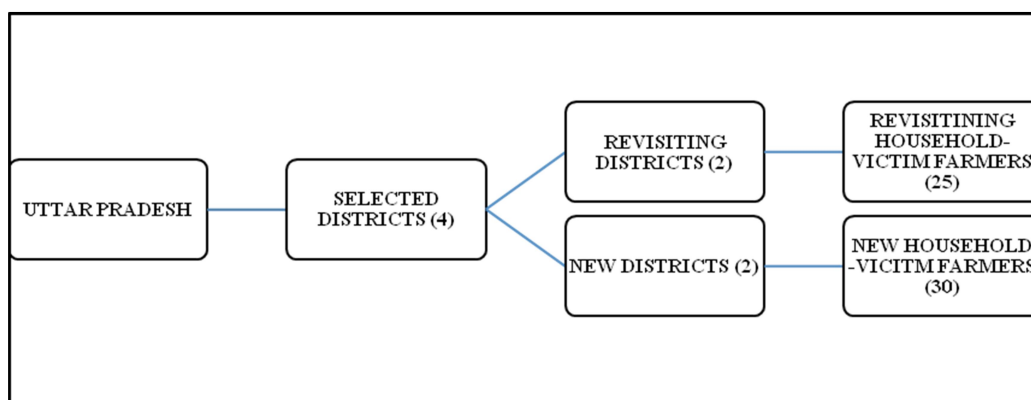 UTTAR PRADESH
SELECTED
DISTRICTS (4)
REVISITING
DISTRICTS (2)
REVISITINING
HOUSEHOLD-
VICTIM FARMERS
(25)
NEW DISTRICTS (2)
NEW HOUSEHOLD
-VICITM FARMERS
(30)